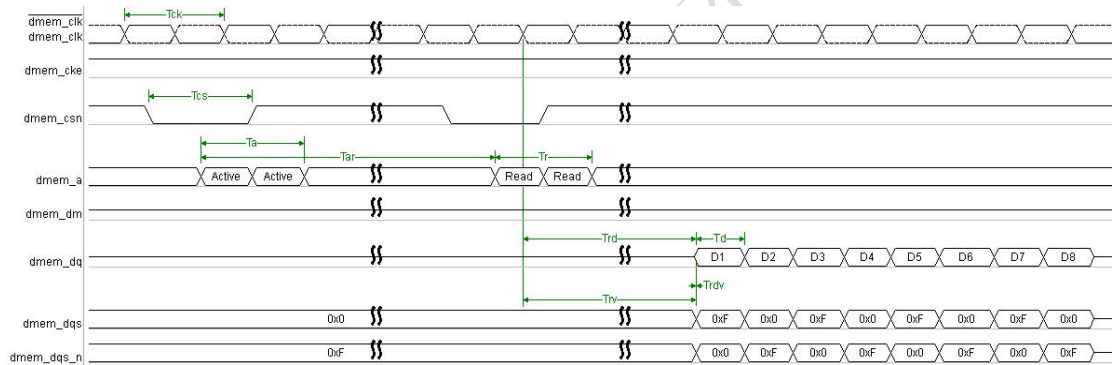 Tck
dmem_clk
dmem_clk
dmem_cke
Tcs
dmem_csn
Ta
Tar Tr
dmem_a Active Active Read Read
dmem_dm
Trd Td
dmem_dq D1 D2 D3 D4 D5 D6 D7 D8
Trdv
Trv
dmem_dqs 0x0 0xF 0x0 0xF 0x0 0xF 0x0 0xF 0x0
dmem_dqs_n 0xF 0x0 0xF 0x0 0xF 0x0 0xF 0x0 0xF